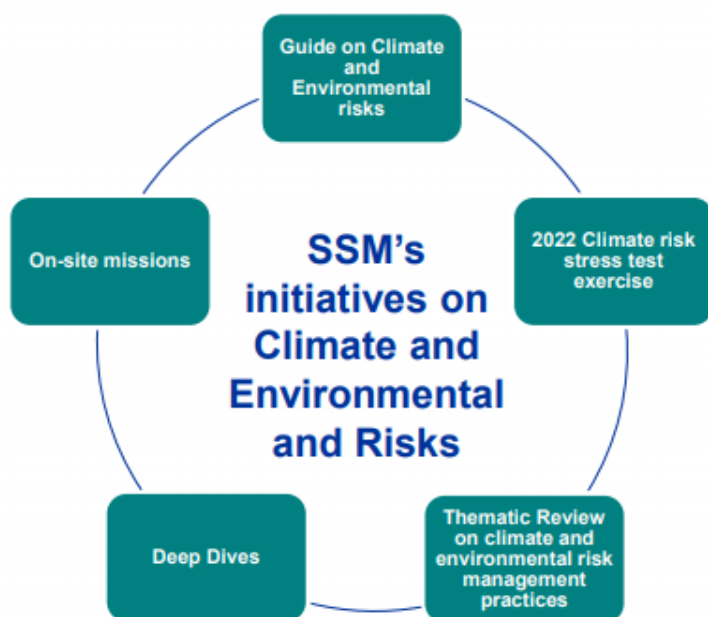 Guide on Climate
and
Environmental
risks
2022 Climate risk
stress test
exercise
Thematic Review
on climate and
environmental risk
management
practices
Deep Dives
On-site missions
SSM's
initiatives on
Climate and
Environmental
and Risks